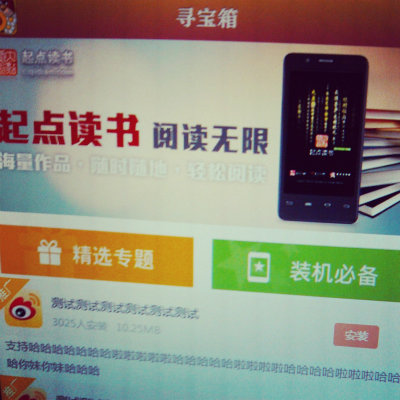 寻宝箱
起点读书
起点读书 阅读无限
海量作品·随时随地·轻松阅读
起点读书
精选专题
装机必备
推广
测试测试测试测试测试测试
3025人安装 10.25MB
安装
支持哈哈哈哈哈哈啦啦啦啦啦哈哈哈哈啦啦啦啦哈哈哈哈啦啦啦哈哈
哈你妹你妹哈哈哈